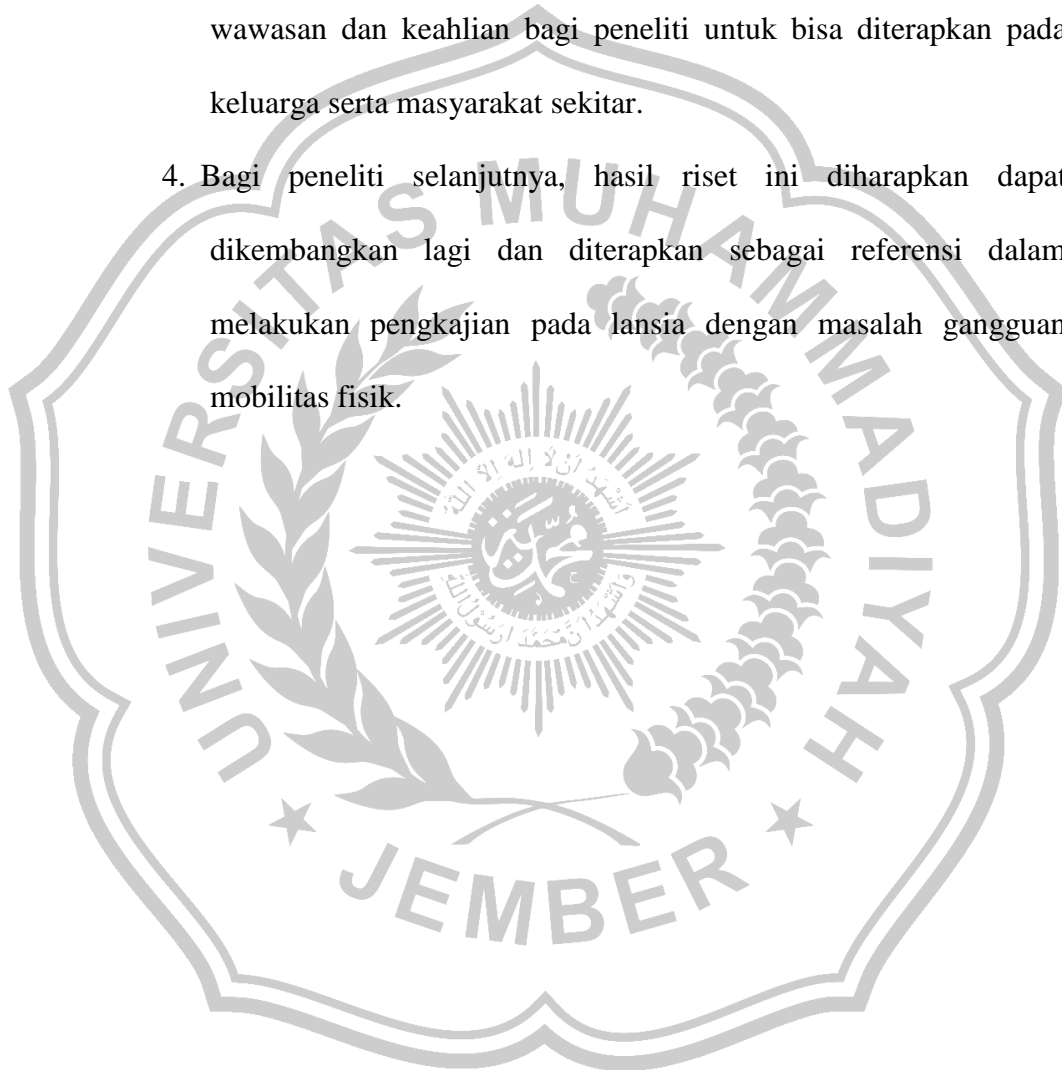 wawasan dan keahlian bagi peneliti untuk bisa diterapkan pada
keluarga serta masyarakat sekitar.
4. Bagi peneliti selanjutnya, hasil riset ini diharapkan dapat
dikembangkan lagi dan diterapkan sebagai referensi dalam
melakukan pengkajian pada lansia dengan masalah gangguan
mobilitas fisik.
UNIVERSITAS MUHAMMADIYAH
JEMBER